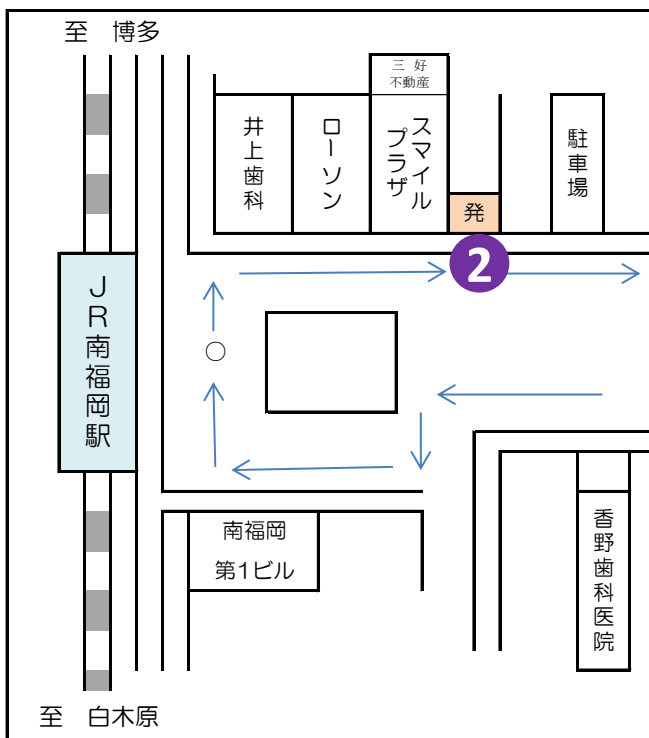 至　博多
三 好
不動産
井上歯科
ローソン
スマイル
プラザ
発
駐車場
2
JR南福岡駅
○
南福岡
第1ビル
香野歯科医院
至　白木原